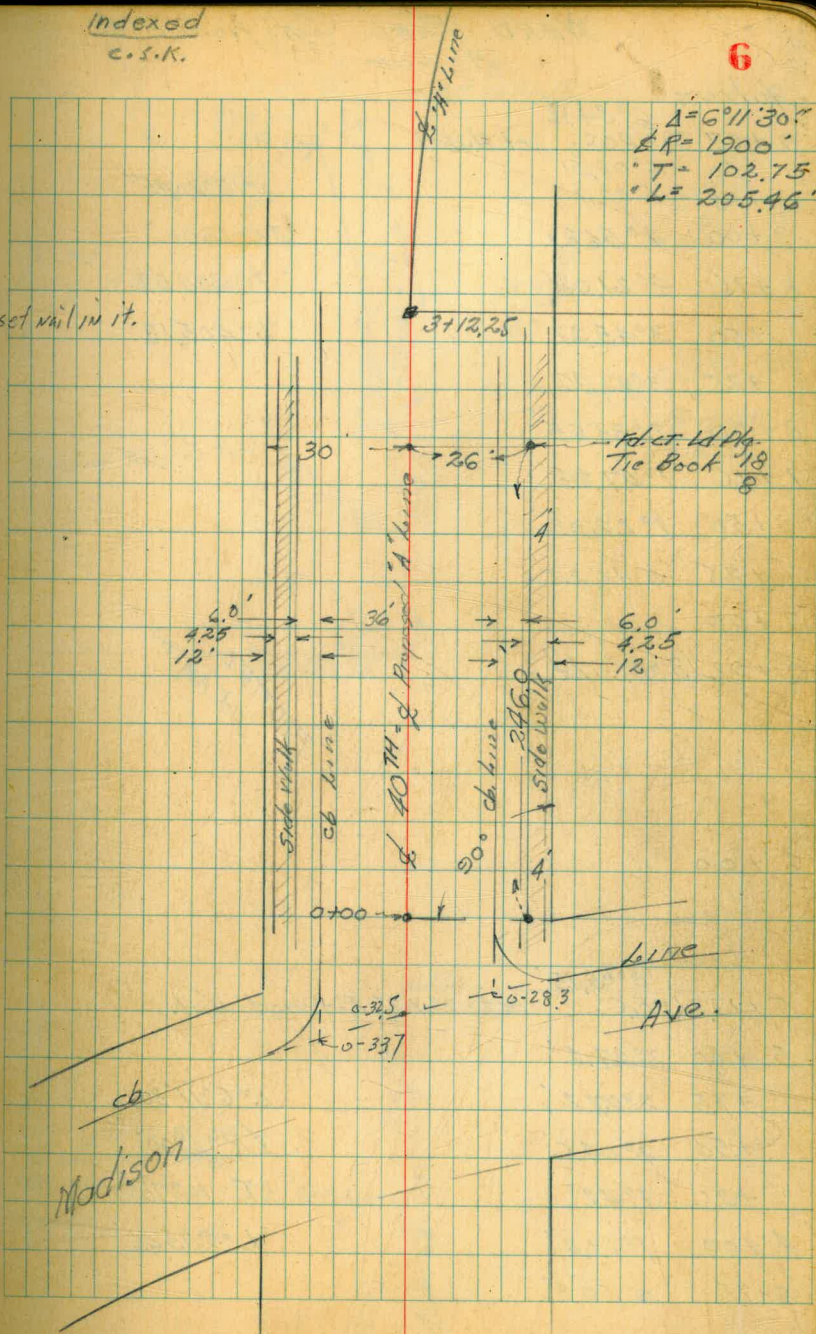 Indexed
c.s.K.
6
℄ "A" Line
Δ=6°11'30"
℄R= 1900'
" T= 102.75
" L= 205.46'
set nail in it.
3+12.25
30
26'
Fd. ct. Ld Plg.
Tie Book 18/8
4'
6.0'
4.25
12'
36'
6.0'
4.25
12'
℄ 40TH = ℄ Proposed "A" Line
Side Walk
cb Line
90°
cb. Line
246.0
Side Walk
4'
0+00
Line
0-32.5
0-28.3
0-33.7
Ave.
cb
Madison